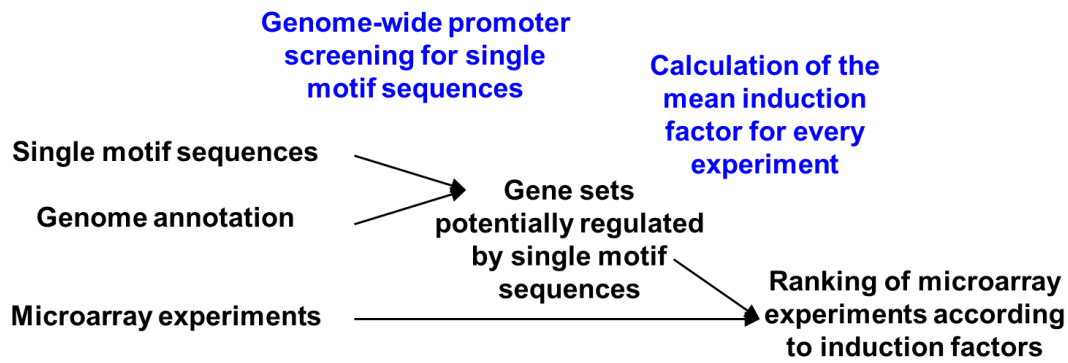 Genome-wide promoter
screening for single
motif sequences
Calculation of the
mean induction
factor for every
experiment
Single motif sequences
Genome annotation
Gene sets
potentially regulated
by single motif
sequences
Microarray experiments
Ranking of microarray
experiments according
to induction factors